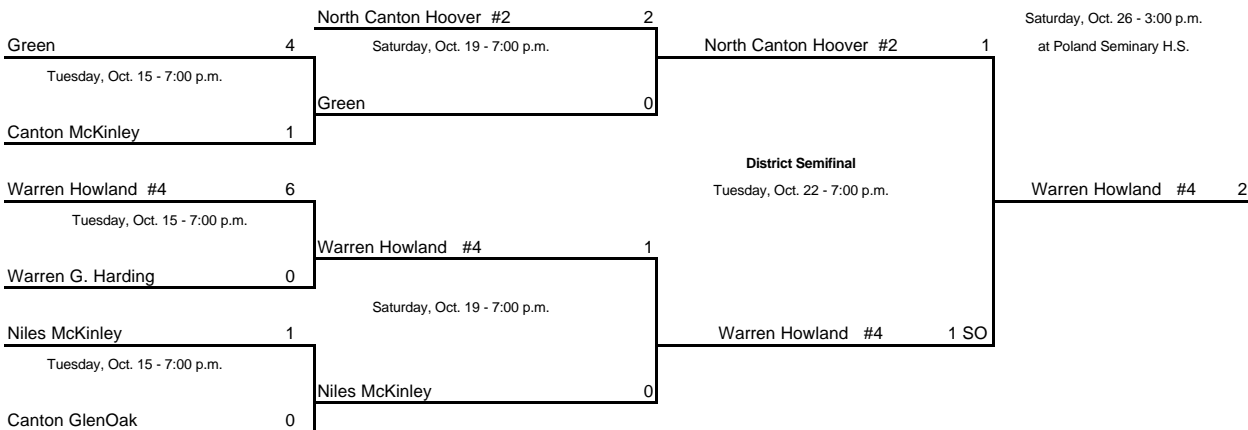 North Canton Hoover #2 2 Saturday, Oct. 26 - 3:00 p.m.
Green 4 Saturday, Oct. 19 - 7:00 p.m. North Canton Hoover #2 1 at Poland Seminary H.S.
Tuesday, Oct. 15 - 7:00 p.m.
Green 0
Canton McKinley 1
District Semifinal
Warren Howland #4 6 Tuesday, Oct. 22 - 7:00 p.m. Warren Howland #4 2
Tuesday, Oct. 15 - 7:00 p.m.
Warren Howland #4 1
Warren G. Harding 0
Saturday, Oct. 19 - 7:00 p.m.
Niles McKinley 1 Warren Howland #4 1 SO
Tuesday, Oct. 15 - 7:00 p.m.
Niles McKinley 0
Canton GlenOak 0